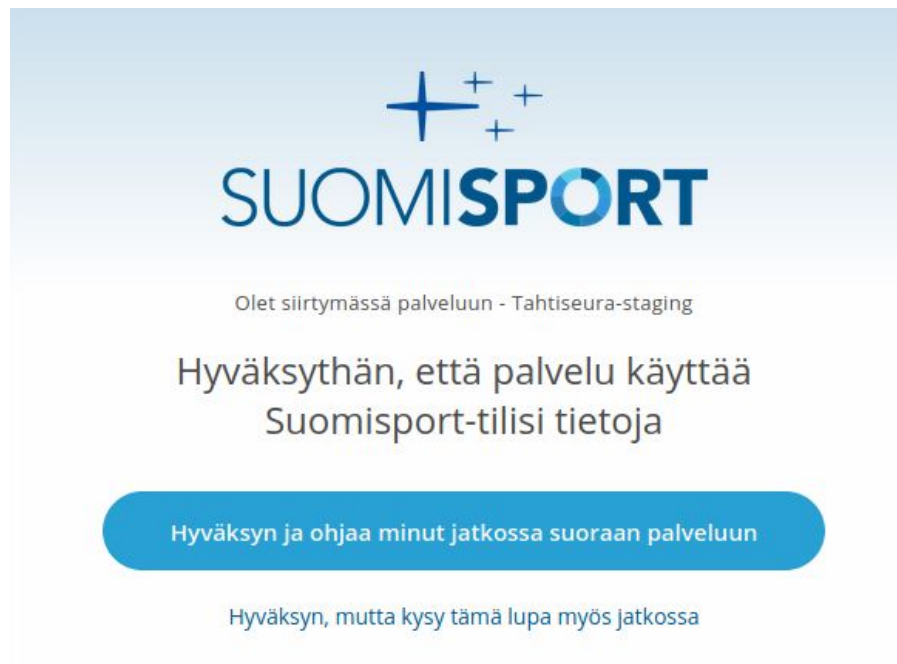 SUOMISPORT
Olet siirtymässä palveluun - Tahtiseura-staging
Hyväksythän, että palvelu käyttää
Suomisport-tilisi tietoja
Hyväksyn ja ohjaa minut jatkossa suoraan palveluun
Hyväksyn, mutta kysy tämä lupa myös jatkossa